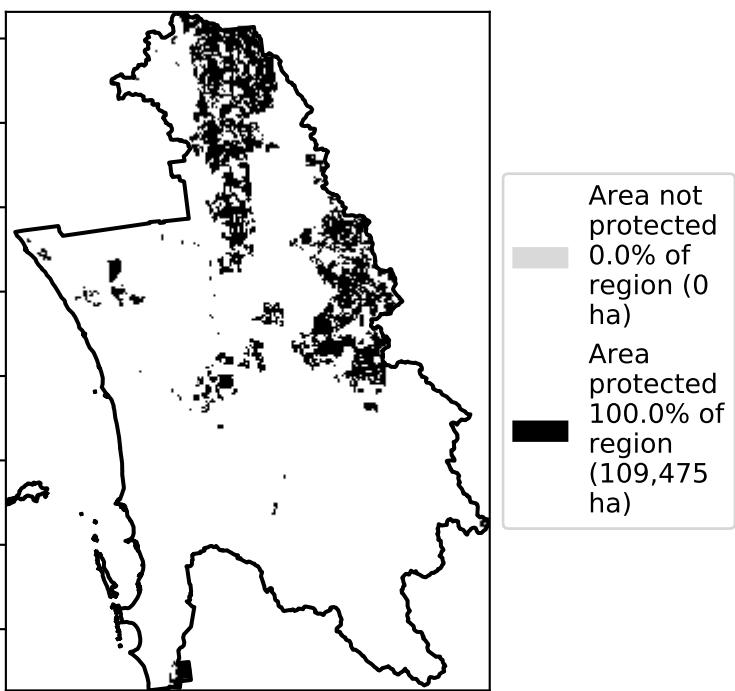 Area not
protected
0.0% of
region (0
ha)
Area
protected
100.0% of
region
(109,475
ha)